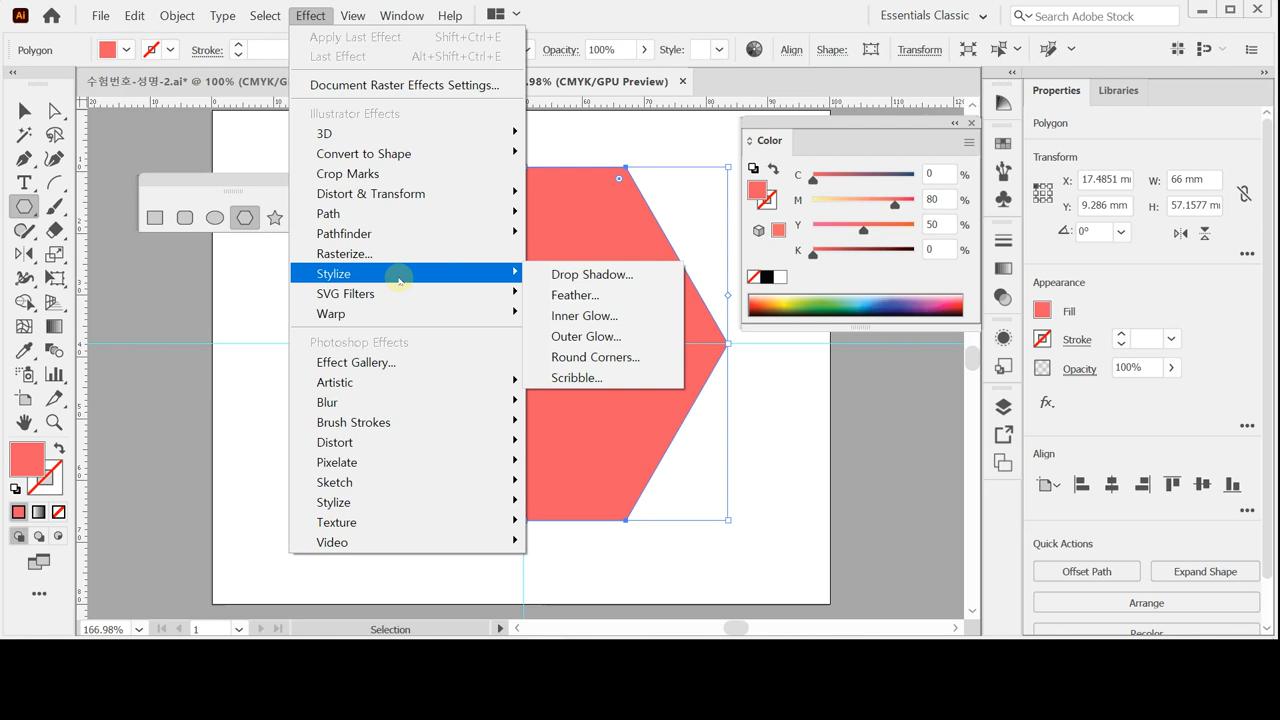 Ai File Edit Object Type Select Effect View Window Help Essentials Classic Search Adobe Stock
Polygon Stroke: Opacity: 100% Style: Align Shape: Transform
수험번호-성명-2.ai* @ 100% (CMYK/G
.98% (CMYK/GPU Preview)
Apply Last Effect Shift+Ctrl+E
Last Effect Alt+Shift+Ctrl+E
Document Raster Effects Settings...
Illustrator Effects
3D
Convert to Shape
Crop Marks
Distort & Transform
Path
Pathfinder
Rasterize...
Stylize
SVG Filters
Warp
Photoshop Effects
Effect Gallery...
Artistic
Blur
Brush Strokes
Distort
Pixelate
Sketch
Stylize
Texture
Video
Drop Shadow...
Feather...
Inner Glow...
Outer Glow...
Round Corners...
Scribble...
Color
C 0 %
M 80 %
Y 50 %
K 0 %
Properties Libraries
Polygon
Transform
X: 17.4851 mm W: 66 mm
Y: 9.286 mm H: 57.1577 mm
0°
Appearance
Fill
Stroke
Opacity 100%
fx.
Align
Quick Actions
Offset Path Expand Shape
Arrange
Recolor
166.98% 1 Selection